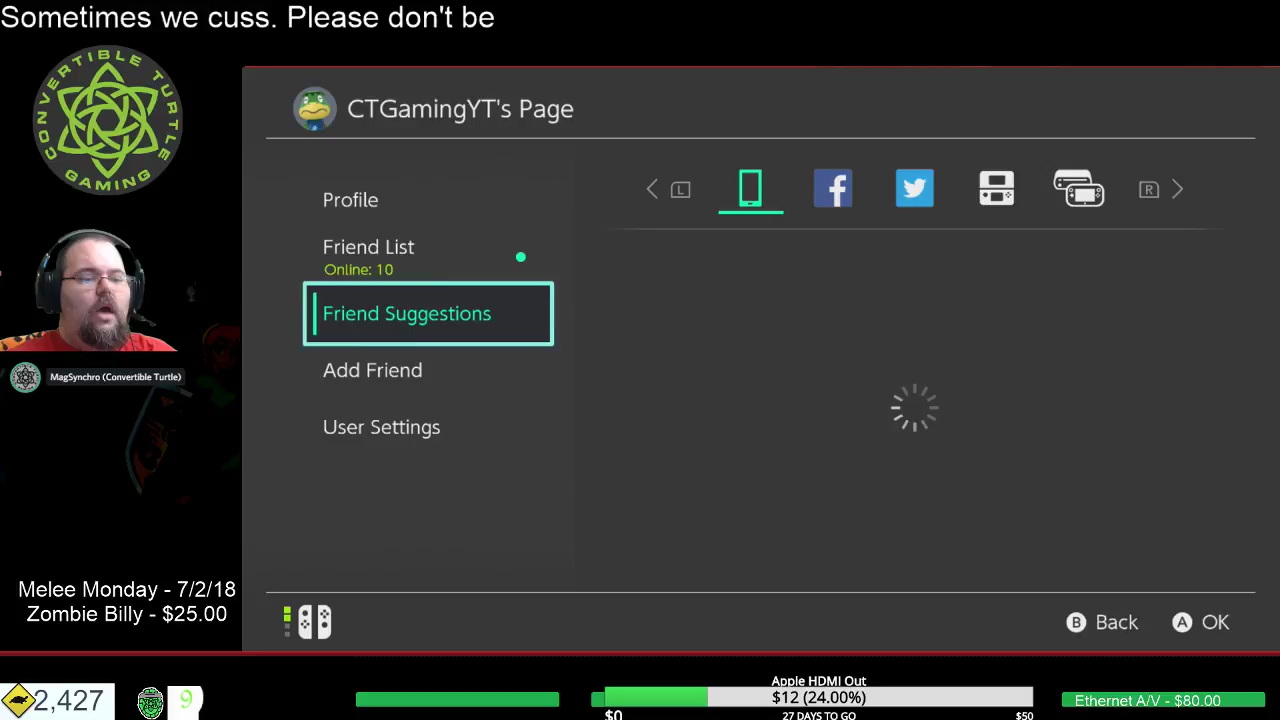 Sometimes we cuss. Please don't be
CONVERTIBLE TURTLE
GAMING
CTGamingYT's Page
Profile
Friend List
Online: 10
Friend Suggestions
Add Friend
User Settings
L
R
MagSynchro (Convertible Turtle)
Melee Monday - 7/2/18
Zombie Billy - $25.00
B Back
A OK
2,427
9
Apple HDMI Out
$12 (24.00%)
$0
27 DAYS TO GO
$50
Ethernet A/V - $80.00